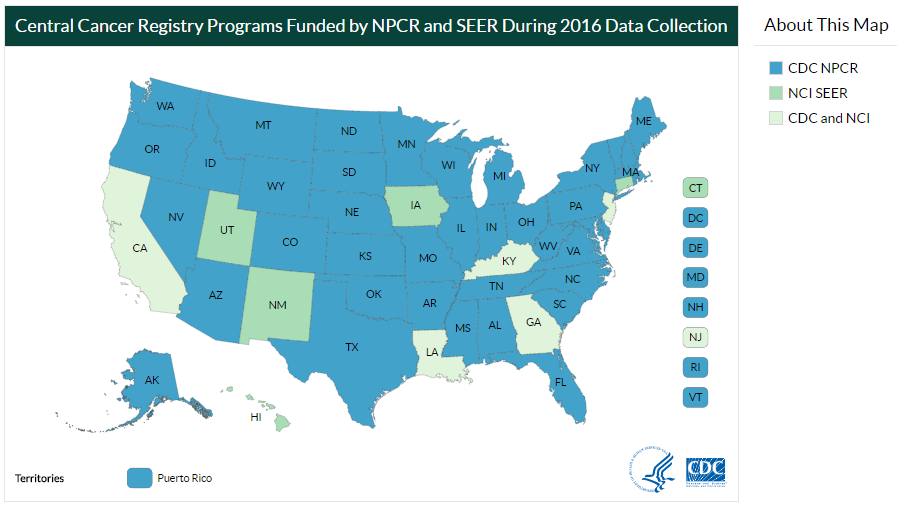 Central Cancer Registry Programs Funded by NPCR and SEER During 2016 Data Collection
About This Map
CDC NPCR
NCI SEER
CDC and NCI
WA
MT
ND
MN
ME
OR
ID
SD
WI
MI
NY
MA
WY
NE
IA
PA
NV
UT
CO
IL
IN
OH
CA
KS
MO
KY
WV
VA
AZ
NM
OK
AR
TN
NC
SC
TX
LA
MS
AL
GA
FL
AK
HI
CT
DC
DE
MD
NH
NJ
RI
VT
Territories
Puerto Rico
CDC